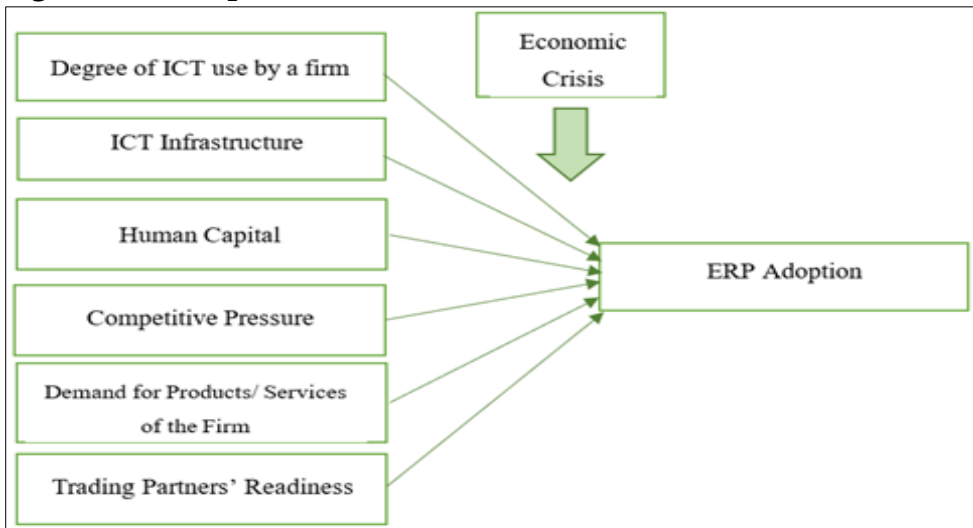 Degree of ICT use by a firm
ICT Infrastructure
Human Capital
Competitive Pressure
Demand for Products/ Services
of the Firm
Trading Partners’ Readiness
Economic
Crisis
ERP Adoption